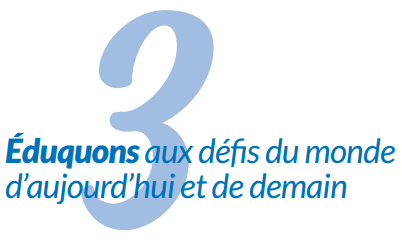 3
Éduquons aux défis du monde
d'aujourd'hui et de demain